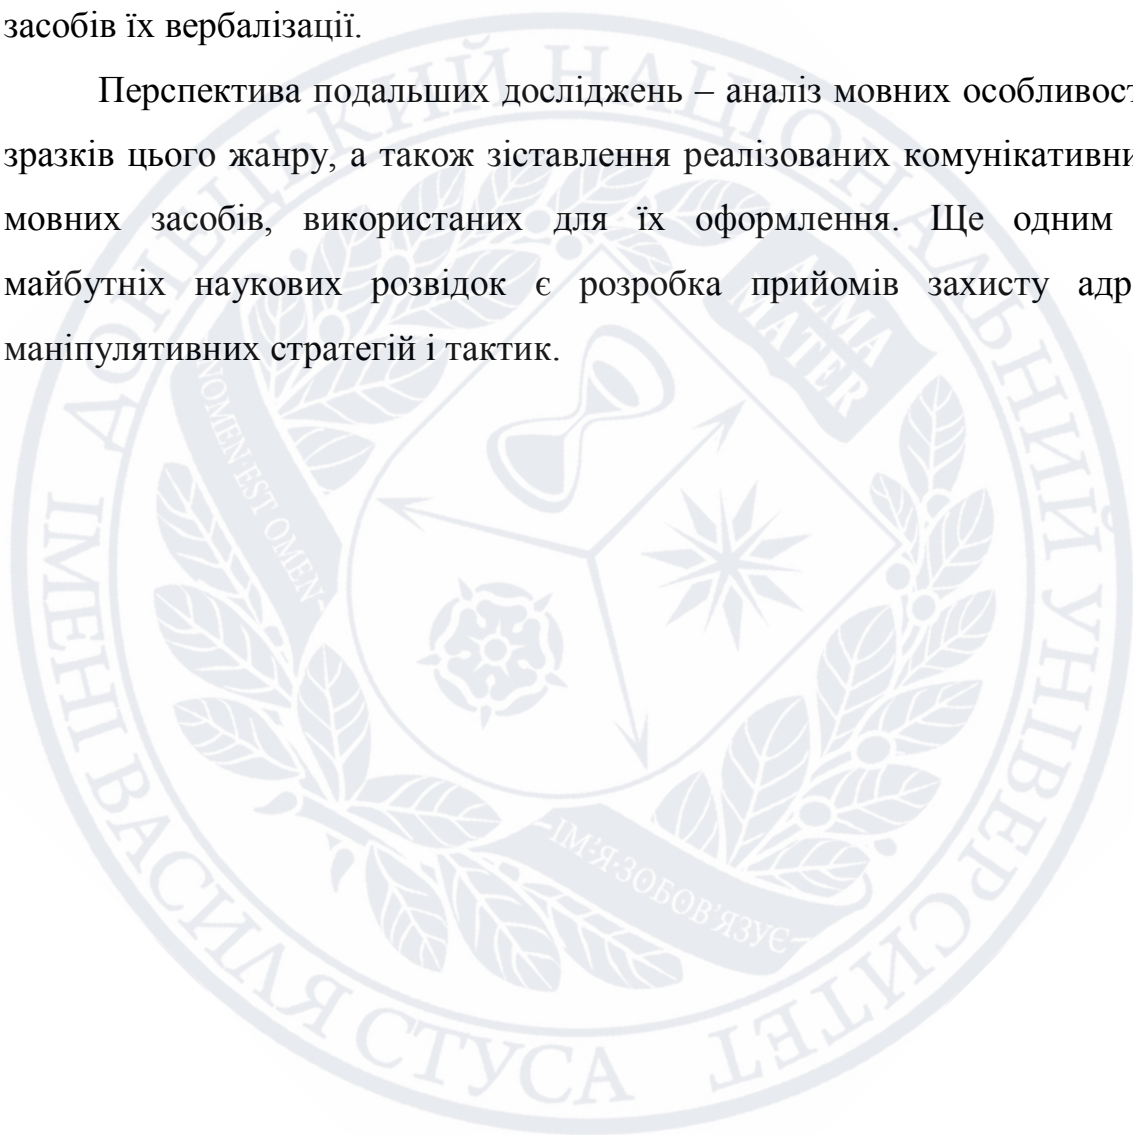 засобів їх вербалізації.
Перспектива подальших досліджень – аналіз мовних особливост
зразків цього жанру, а також зіставлення реалізованих комунікативни
мовних засобів, використаних для їх оформлення. Ще одним
майбутніх наукових розвідок є розробка прийомів захисту адр
маніпулятивних стратегій і тактик.
ДОНЕЦЬКИЙ НАЦІОНАЛЬНИЙ УНІВЕРСИТЕТ
ІМЕНІ ВАСИЛЯ СТУСА
ALMA
MATER
NOMEN·EST OMEN
ІМ'Я·ЗОБОВ'ЯЗУЄ